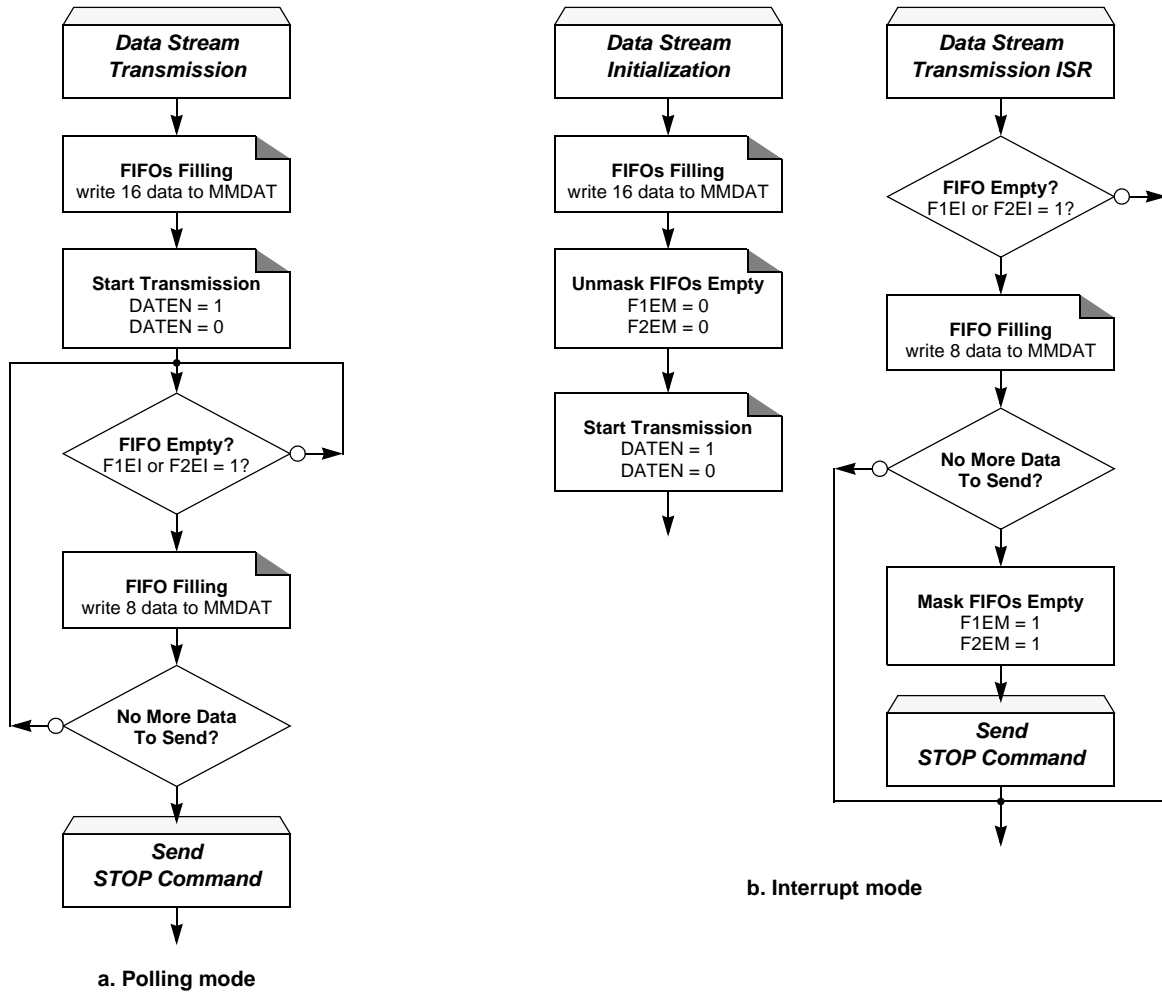 Data Stream
Transmission
FIFOs Filling
write 16 data to MMDAT
Start Transmission
DATEN = 1
DATEN = 0
FIFO Empty?
F1EI or F2EI = 1?
FIFO Filling
write 8 data to MMDAT
No More Data
To Send?
Send
STOP Command
a. Polling mode
Data Stream
Initialization
FIFOs Filling
write 16 data to MMDAT
Unmask FIFOs Empty
F1EM = 0
F2EM = 0
Start Transmission
DATEN = 1
DATEN = 0
Data Stream
Transmission ISR
FIFO Empty?
F1EI or F2EI = 1?
FIFO Filling
write 8 data to MMDAT
No More Data
To Send?
Mask FIFOs Empty
F1EM = 1
F2EM = 1
Send
STOP Command
b. Interrupt mode